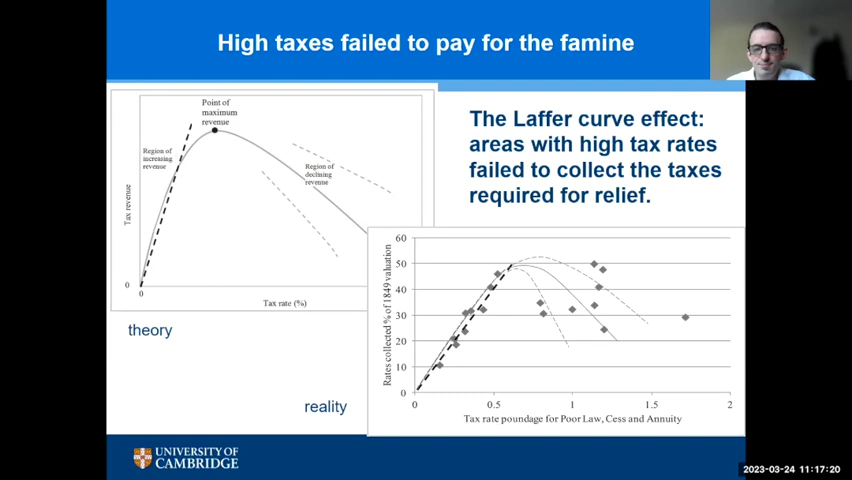 High taxes failed to pay for the famine
Point of
maximum
revenue
Region of
increasing
revenue
Region of
declining
revenue
Tax revenue
0
0
Tax rate (%)
theory
The Laffer curve effect:
areas with high tax rates
failed to collect the taxes
required for relief.
60
50
40
30
20
10
0
Rates collected % of 1849 valuation
0
0.5
1
1.5
2
Tax rate poundage for Poor Law, Cess and Annuity
reality
UNIVERSITY OF
CAMBRIDGE
2023-03-24 11:17:20